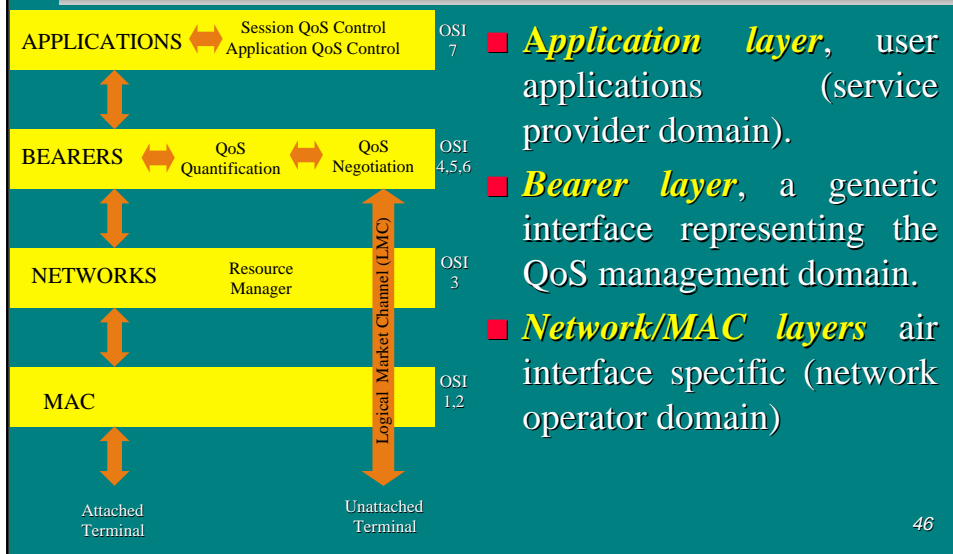 APPLICATIONS
Session QoS Control
Application QoS Control
OSI
7
BEARERS
QoS
Quantification
QoS
Negotiation
OSI
4,5,6
NETWORKS
Resource
Manager
OSI
3
MAC
OSI
1,2
Logical Market Channel (LMC)
Attached
Terminal
Unattached
Terminal
Application layer, user
applications (service
provider domain).
Bearer layer, a generic
interface representing the
QoS management domain.
Network/MAC layers air
interface specific (network
operator domain)
46